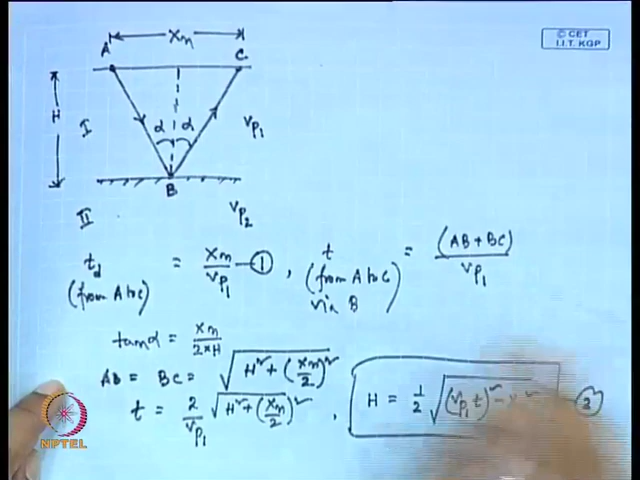 © CET
I.I.T. KGP
xm
A C
H
α α
I
vp1
B
II
vp2
td = xm/vp1 — 1 , t = (AB + BC)/vp1
(from A to C) (from A to C) via B
tanα = xm/(2*H)
AB = BC = √(H² + (xm/2)²)
t = 2/vp1 √(H² + (xm/2)²) , H = 1/2 √((vp1 t)² –
NPTEL